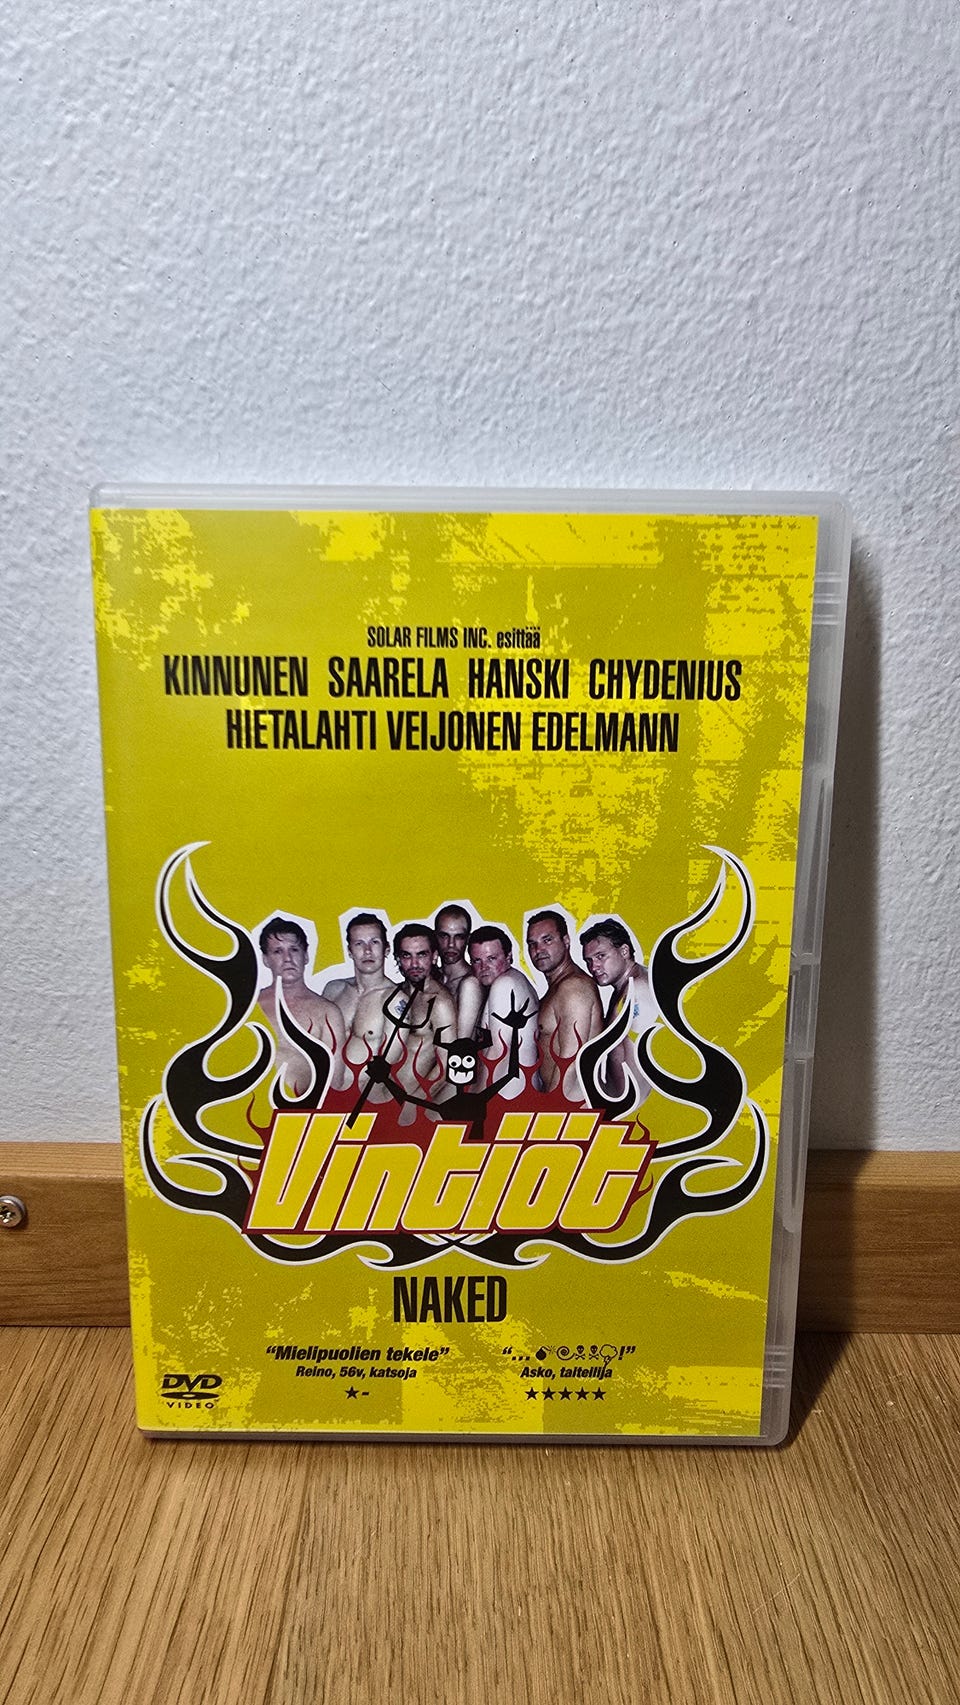 SOLAR FILMS INC. esittää
KINNUNEN SAARELA HANSKI CHYDENIUS
HIETALAHTI VEIJONEN EDELMANN
Vintiöt
NAKED
“Mielipuolien tekele”
Reino, 56v, katsoja
★-
“...💣🌀☠☠💭!”
Asko, taiteilija
★★★★★
DVD
VIDEO